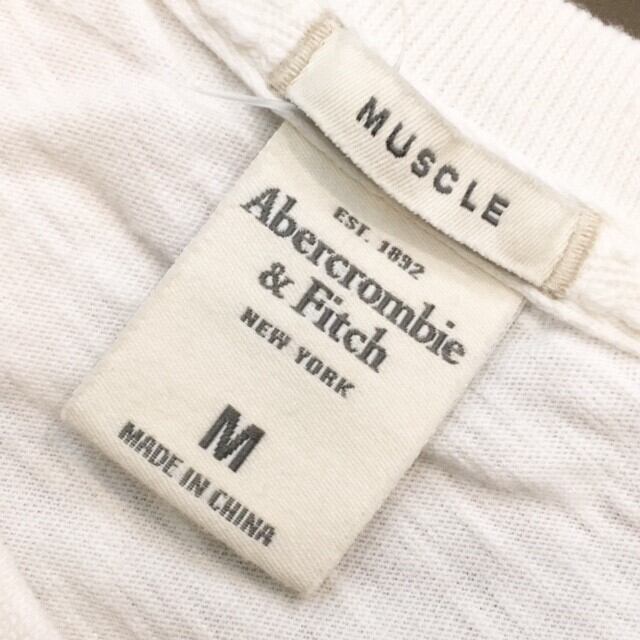 MUSCLE
EST. 1892
Abercrombie
& Fitch
NEW YORK
M
MADE IN CHINA